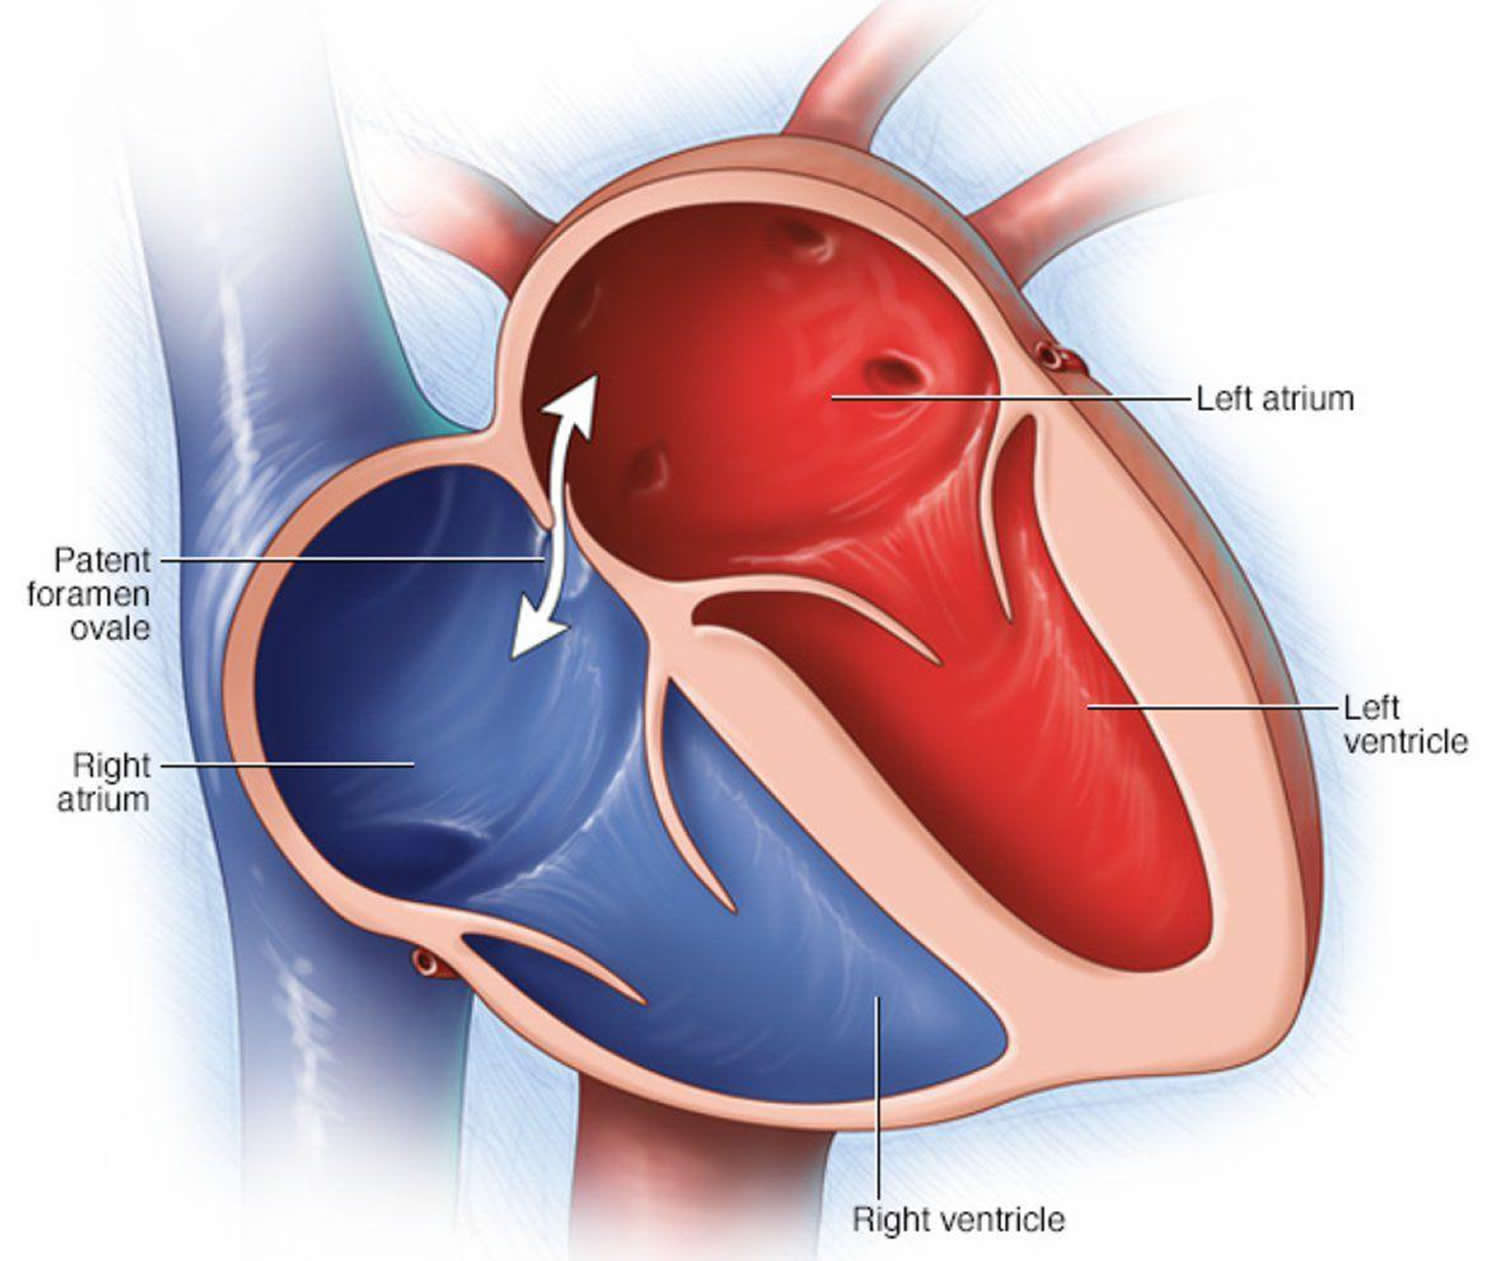 Left atrium
Patent
foramen
ovale
Left
ventricle
Right
atrium
Right ventricle